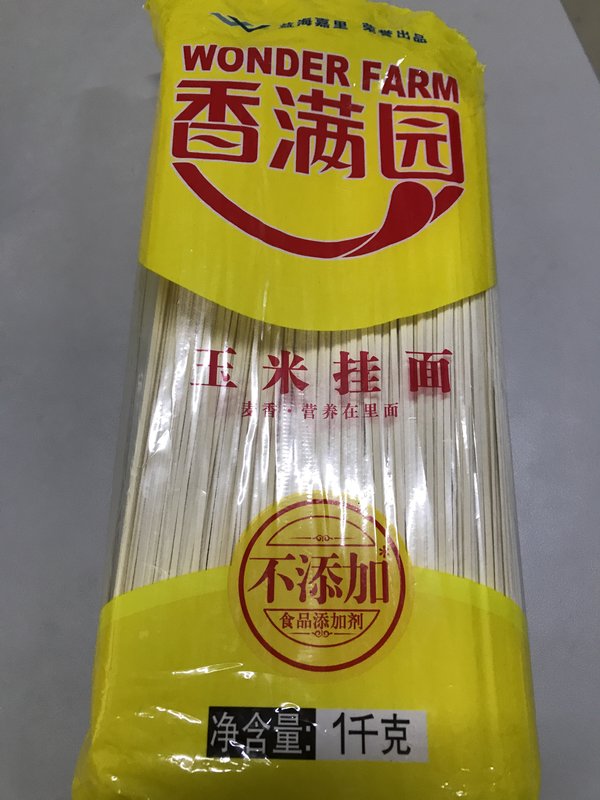 益海嘉里 荣誉出品
WONDER FARM
香满园
玉米挂面
麦香·营养在里面
不添加*
食品添加剂
净含量: 1千克